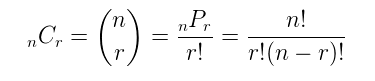 ₙCᵣ = (n r) = ₙPᵣ / r! = n! / r!(n − r)!